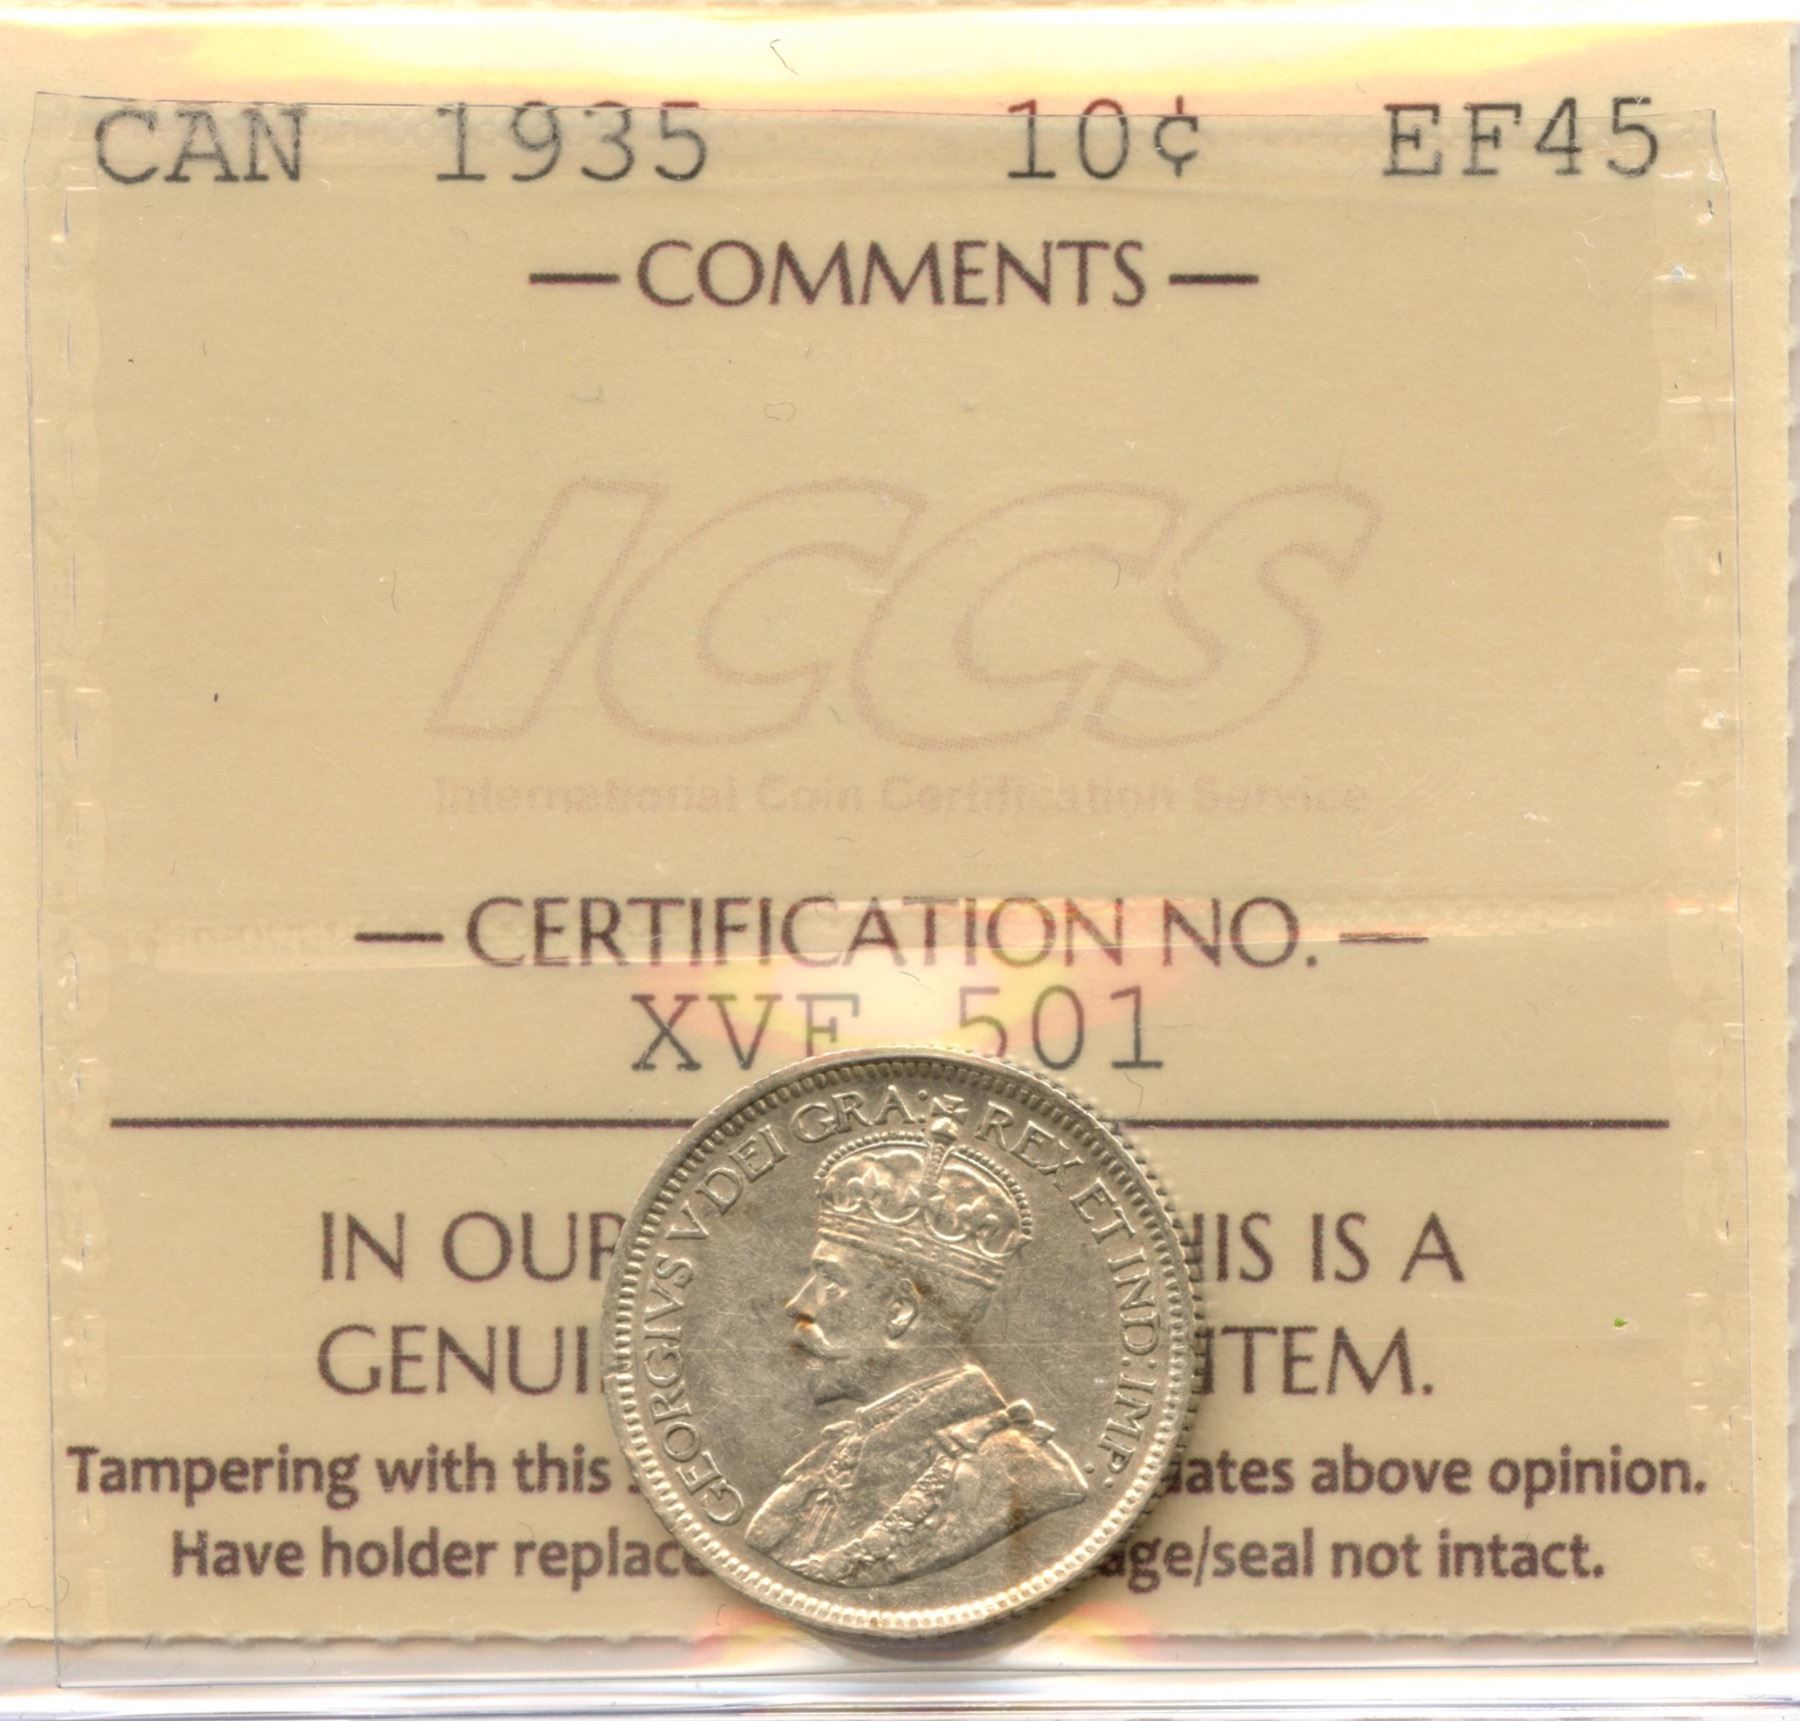 CAN 1935 10¢ EF45
— COMMENTS —
ICCS
International Coin Certification Service
— CERTIFICATION NO. —
XVF 501
GEORGIVS V DEI GRA: REX ET IND: IMP:
IN OUR HIS IS A
GENUI ITEM.
Tampering with this ates above opinion.
Have holder replace age/seal not intact.